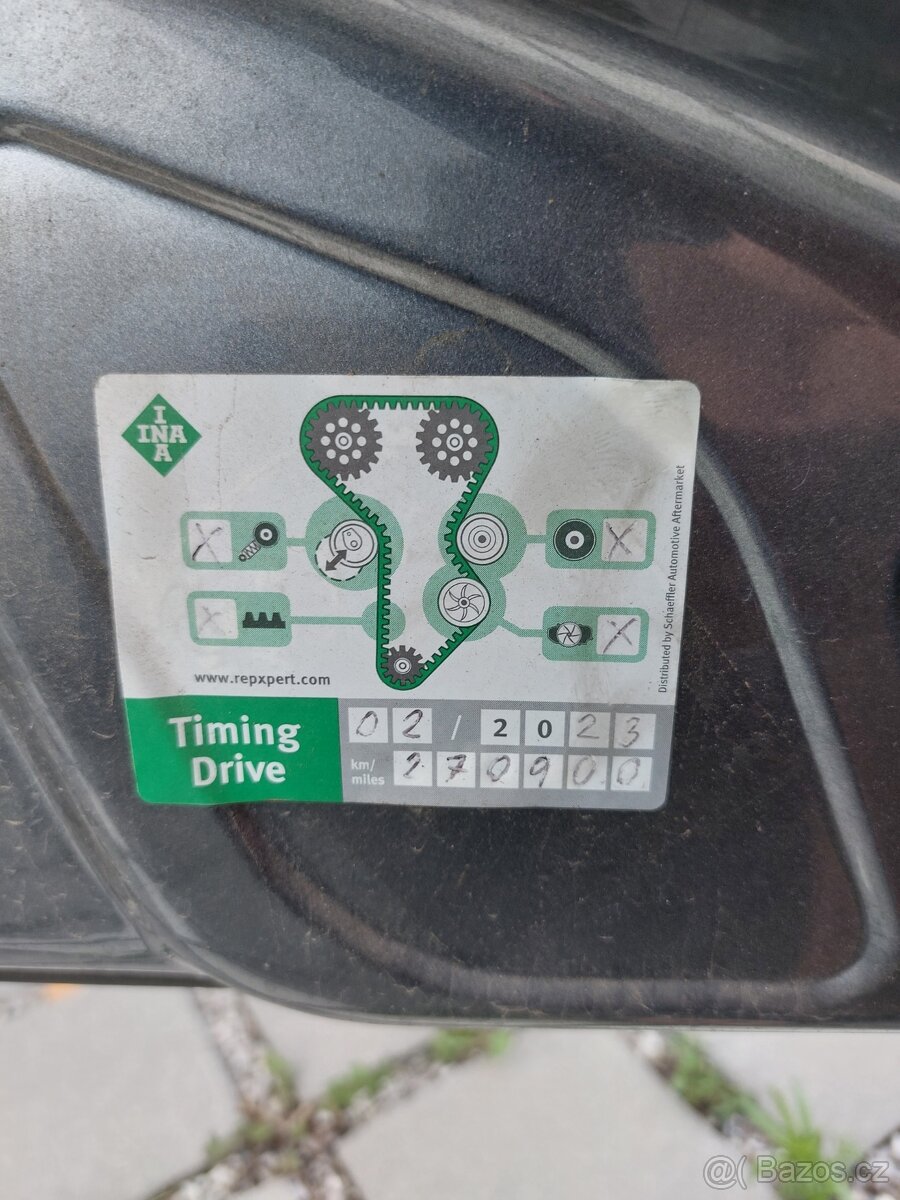 I
INA
A
X
X
X
X
www.repxpert.com
Distributed by Schaeffler Automotive Aftermarket
Timing
Drive
02 / 2023
km/
miles
270900
@( Bazos.cz